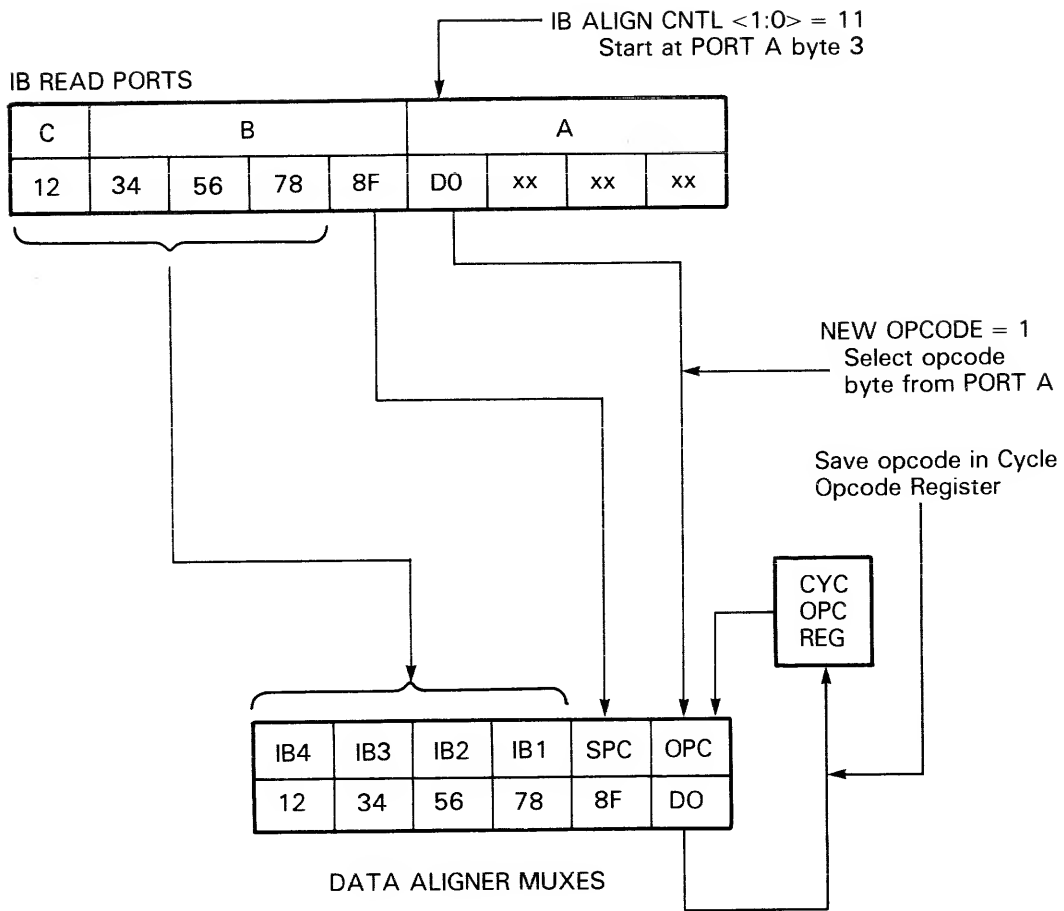 IB ALIGN CNTL <1:0> = 11
Start at PORT A byte 3
IB READ PORTS
C B A
12 34 56 78 8F D0 xx xx xx
NEW OPCODE = 1
Select opcode
byte from PORT A
Save opcode in Cycle
Opcode Register
CYC
OPC
REG
IB4 IB3 IB2 IB1 SPC OPC
12 34 56 78 8F D0
DATA ALIGNER MUXES